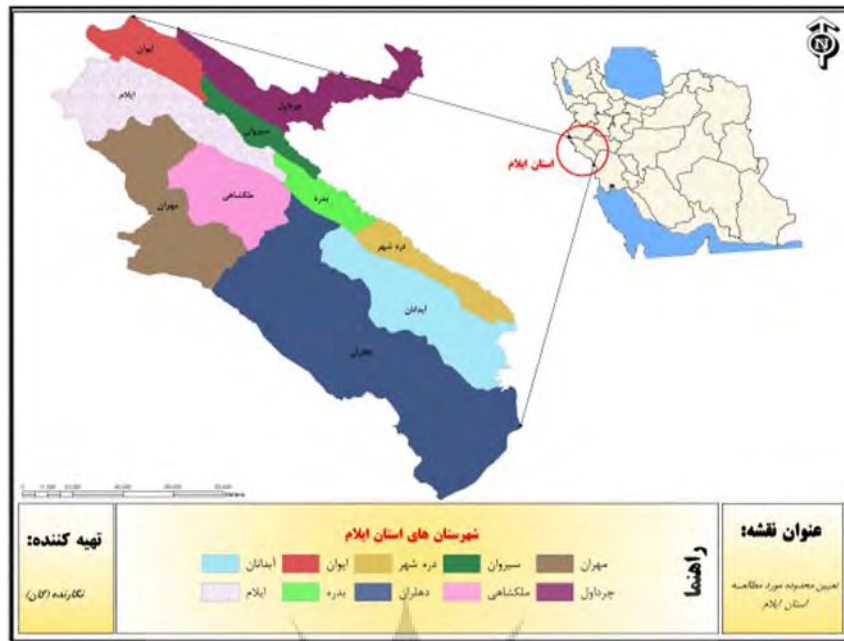 N
ایوان
چرداول
ایلام
سیروان
استان ایلام
بدره
ملکشاهی
مهران
دره شهر
آبدانان
دهلران
عنوان نقشه:
تعیین محدوده مورد مطالعه
استان ایلام
راهنما
شهرستان های استان ایلام
مهران
سیروان
دره شهر
ایوان
آبدانان
چرداول
ملکشاهی
دهلران
بدره
ایلام
تهیه کننده:
نگارنده (گان)